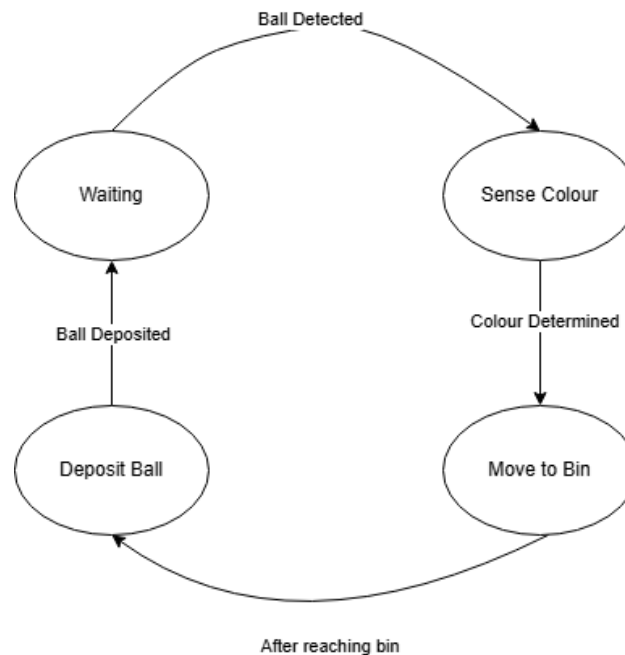 Ball Detected
Waiting
Sense Colour
Ball Deposited
Colour Determined
Deposit Ball
Move to Bin
After reaching bin